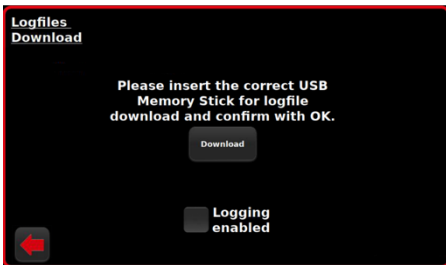 Logfiles
Download
Please insert the correct USB
Memory Stick for logfile
download and confirm with OK.
Download
Logging
enabled